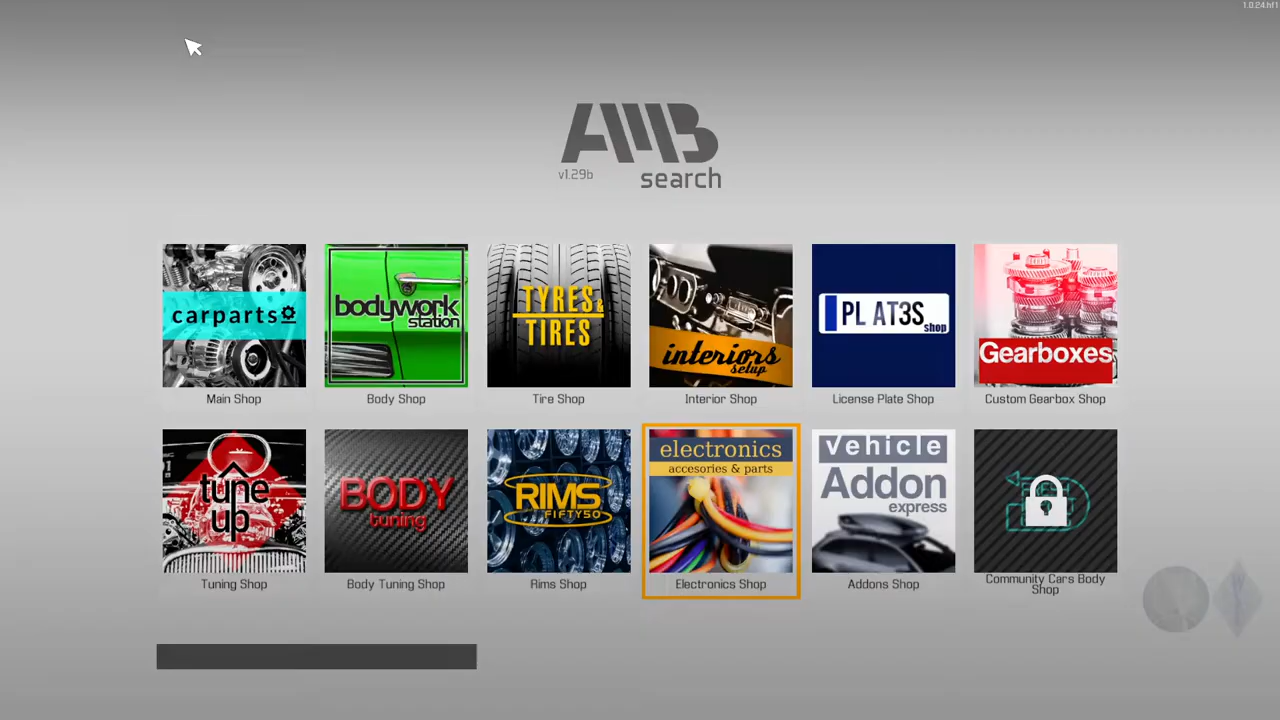 1.0.24.hf1
AMB
v1.29b
search
carparts
Main Shop
bodywork
station
Body Shop
TYRES &
TIRES
Tire Shop
interiors
setup
Interior Shop
PL AT3S
shop
License Plate Shop
Gearboxes
Custom Gearbox Shop
tune
up
Tuning Shop
BODY
tuning
Body Tuning Shop
RIMS
FIFTY50
Rims Shop
electronics
accesories & parts
Electronics Shop
vehicle
Addon
express
Addons Shop
Community Cars Body
Shop